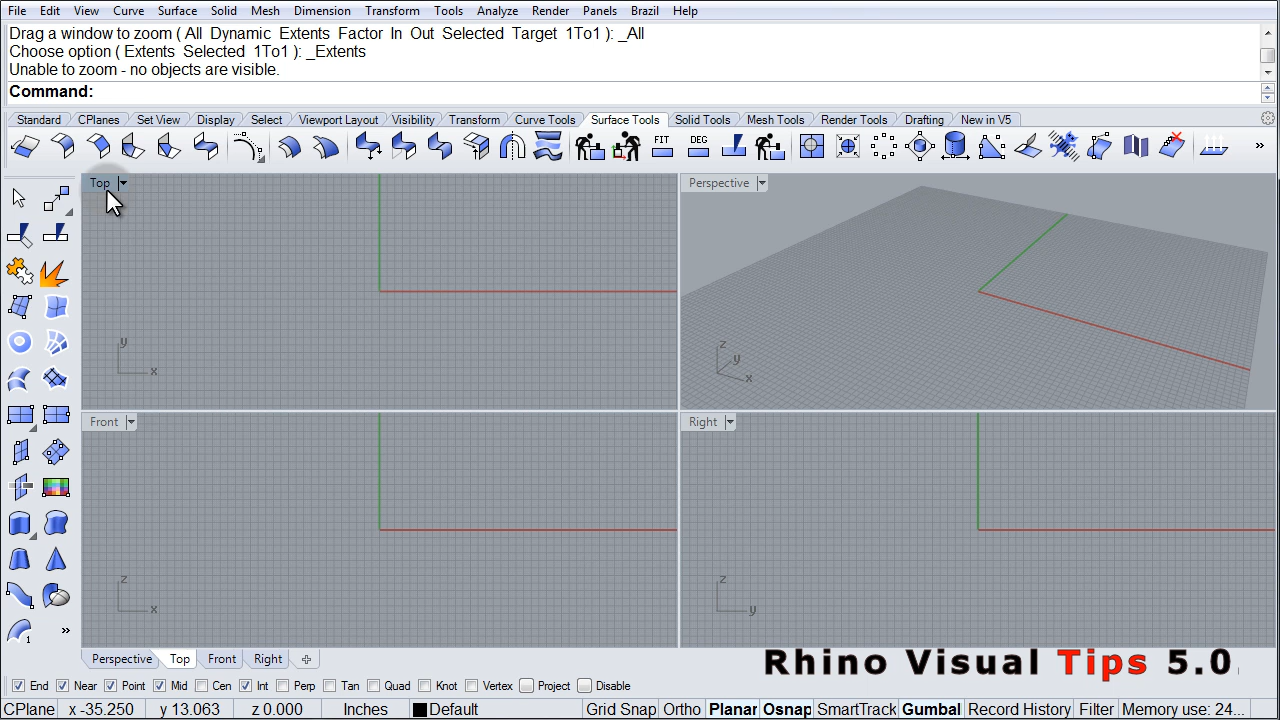 File Edit View Curve Surface Solid Mesh Dimension Transform Tools Analyze Render Panels Brazil Help
Drag a window to zoom ( All Dynamic Extents Factor In Out Selected Target 1To1 ): _All
Choose option ( Extents Selected 1To1 ): _Extents
Unable to zoom - no objects are visible.
Command:
Standard CPlanes Set View Display Select Viewport Layout Visibility Transform Curve Tools Surface Tools Solid Tools Mesh Tools Render Tools Drafting New in V5
FIT DEG »
Top Perspective
y x
z y x
Front Right
z x
z y
1 »
Perspective Top Front Right
Rhino Visual Tips 5.0
End Near Point Mid Cen Int Perp Tan Quad Knot Vertex Project Disable
CPlane x -35.250 y 13.063 z 0.000 Inches Default Grid Snap Ortho Planar Osnap SmartTrack Gumbal Record History Filter Memory use: 24...